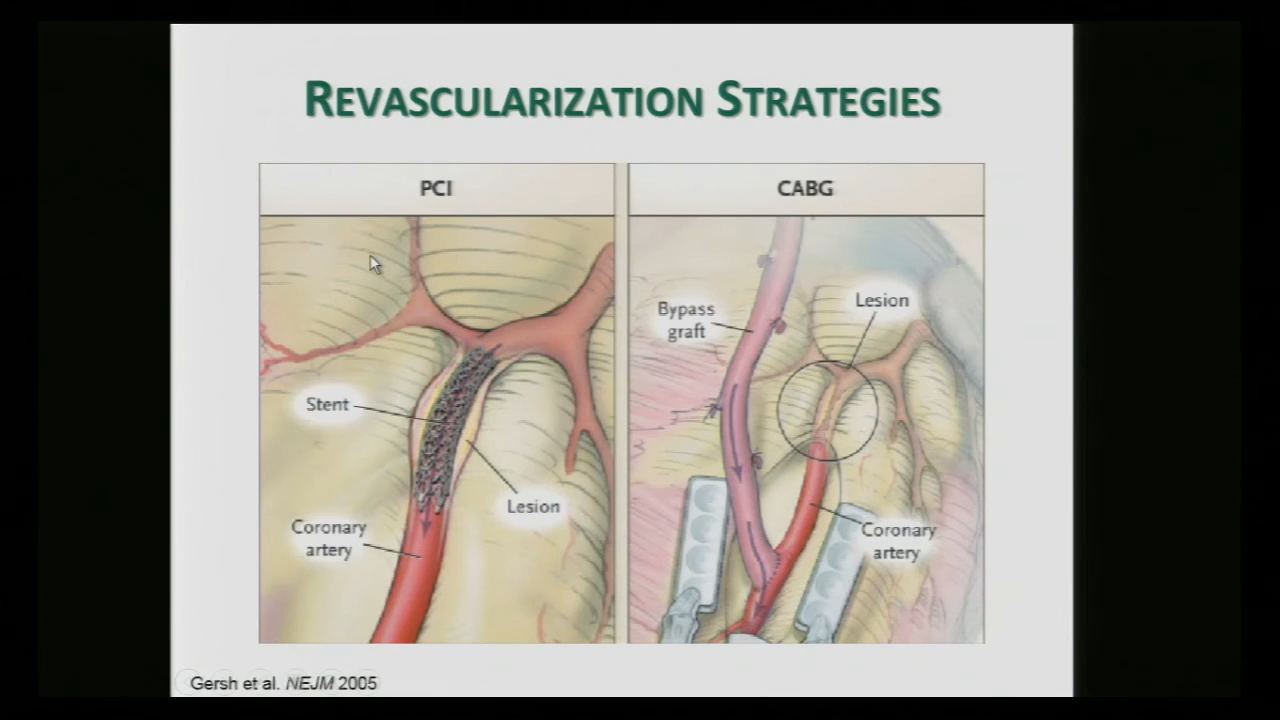 REVASCULARIZATION STRATEGIES
PCI
Stent
Lesion
Coronary
artery
CABG
Bypass
graft
Lesion
Coronary
artery
Gersh et al. NEJM 2005